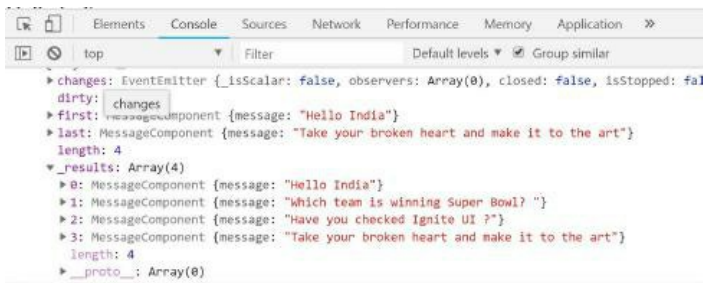 Elements Console Sources Network Performance Memory Application »
top ▼ Filter Default levels ▼ Group similar
▶ changes: EventEmitter {_isScalar: false, observers: Array(0), closed: false, isStopped: fal
dirty:
changes
▶ first: MessageComponent {message: "Hello India"}
▶ last: MessageComponent {message: "Take your broken heart and make it to the art"}
length: 4
▼ _results: Array(4)
▶ 0: MessageComponent {message: "Hello India"}
▶ 1: MessageComponent {message: "Which team is winning Super Bowl? "}
▶ 2: MessageComponent {message: "Have you checked Ignite UI ?"}
▶ 3: MessageComponent {message: "Take your broken heart and make it to the art"}
length: 4
▶ __proto__: Array(0)